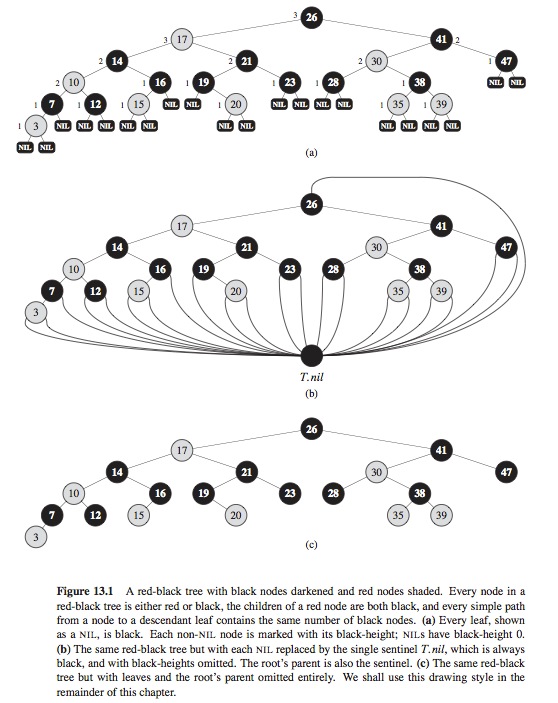 3 26
3 17 41 2
2 14 2 21 2 30 1 47
2 10 1 16 1 19 1 23 1 28 1 38 NIL NIL
1 7 1 12 1 15 NIL NIL 1 20 NIL NIL NIL NIL 1 35 1 39
1 3 NIL NIL NIL NIL NIL NIL NIL NIL NIL NIL NIL
NIL NIL
(a)
26
17 41
14 21 30 47
10 16 19 23 28 38
7 12 15 20 35 39
3
T.nil
(b)
26
17 41
14 21 30 47
10 16 19 23 28 38
7 12 15 20 35 39
3
(c)
Figure 13.1 A red-black tree with black nodes darkened and red nodes shaded. Every node in a
red-black tree is either red or black, the children of a red node are both black, and every simple path
from a node to a descendant leaf contains the same number of black nodes. (a) Every leaf, shown
as a NIL, is black. Each non-NIL node is marked with its black-height; NILs have black-height 0.
(b) The same red-black tree but with each NIL replaced by the single sentinel T.nil, which is always
black, and with black-heights omitted. The root's parent is also the sentinel. (c) The same red-black
tree but with leaves and the root's parent omitted entirely. We shall use this drawing style in the
remainder of this chapter.